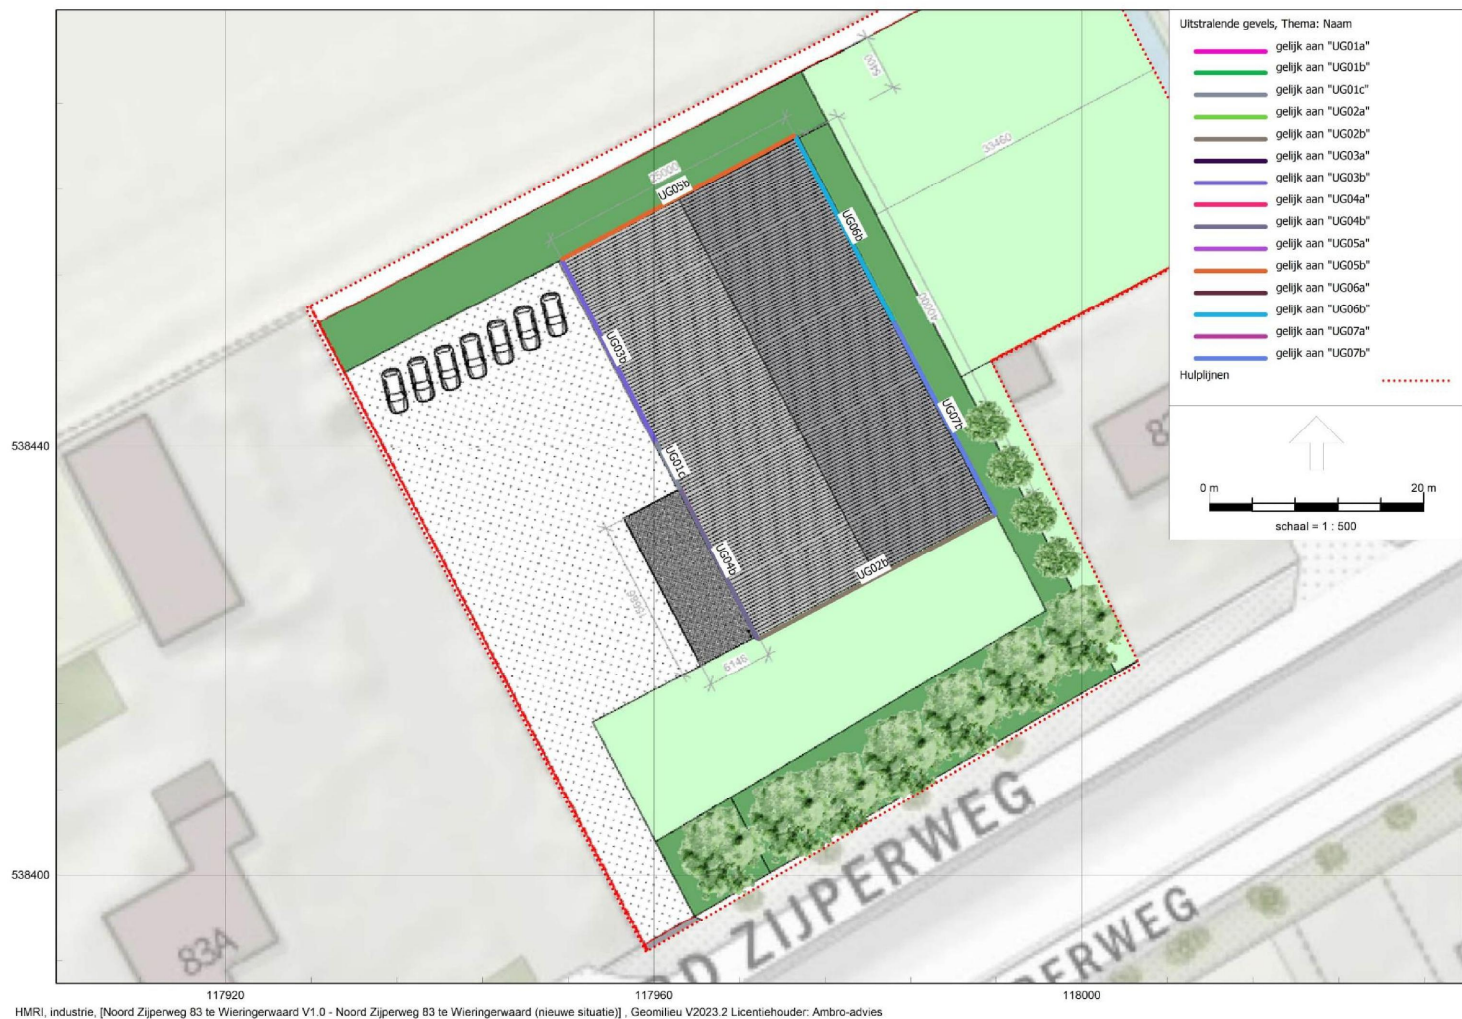 Uitstralende gevels, Thema: Naam
gelijk aan "UG01a"
gelijk aan "UG01b"
gelijk aan "UG01c"
gelijk aan "UG02a"
gelijk aan "UG02b"
gelijk aan "UG03a"
gelijk aan "UG03b"
gelijk aan "UG04a"
gelijk aan "UG04b"
gelijk aan "UG05a"
gelijk aan "UG05b"
gelijk aan "UG06a"
gelijk aan "UG06b"
gelijk aan "UG07a"
gelijk aan "UG07b"
Hulplijnen
0 m 20 m
schaal = 1 : 500
5400
33460
25000
UG05b
UG06b
40000
UG03b
UG07b
UG01c
UG04b
UG02b
6146
538440
538400
83A
ZIJPERWEG
117920
117960
118000
HMRI, industrie, [Noord Zijperweg 83 te Wieringerwaard V1.0 - Noord Zijperweg 83 te Wieringerwaard (nieuwe situatie)] , Geomilieu V2023.2 Licentiehouder: Ambro-advies